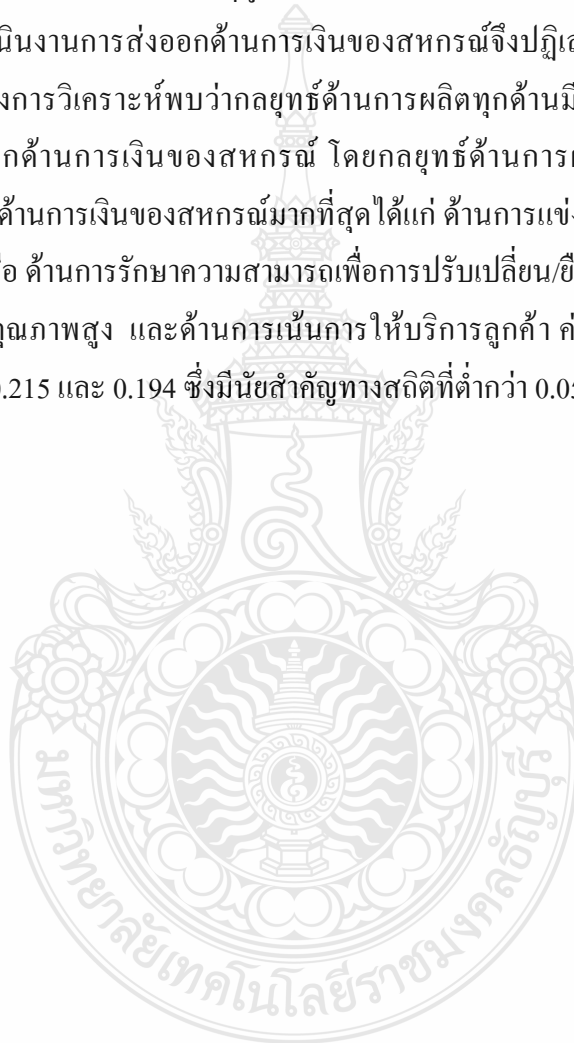 นินงานการส่งออกด้านการเงินของสหกรณ์จึงปฏิเส
งการวิเคราะห์พบว่ากลยุทธ์ด้านการผลิตทุกด้านมี
กด้านการเงินของสหกรณ์ โดยกลยุทธ์ด้านการผ
ด้านการเงินของสหกรณ์มากที่สุดได้แก่ ด้านการแข่ง
อ ด้านการรักษาความสามารถเพื่อการปรับเปลี่ยน/ยื
คุณภาพสูง และด้านการเน้นการให้บริการลูกค้า ค่
0.215 และ 0.194 ซึ่งมีนัยสำคัญทางสถิติที่ต่ำกว่า 0.05
มหาวิทยาลัยเทคโนโลยีราชมงคลธัญบุรี